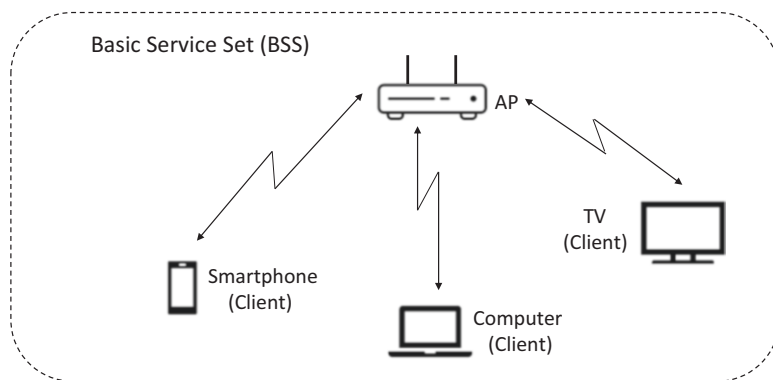 Basic Service Set (BSS)
AP
TV
(Client)
Smartphone
(Client)
Computer
(Client)